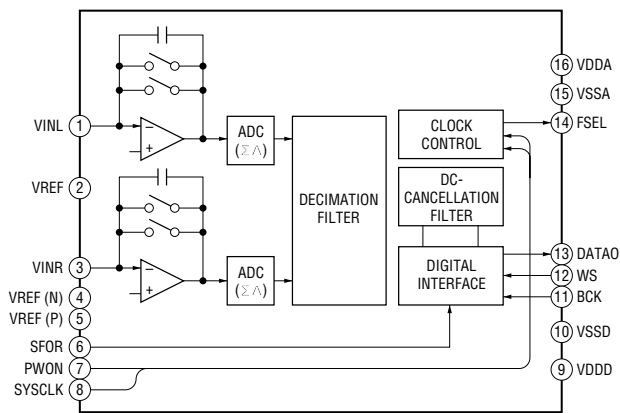 16 VDDA
15 VSSA
VINL 1
−
+
ADC
(ΣΛ)
CLOCK
CONTROL
14 FSEL
VREF 2
DECIMATION
FILTER
DC-
CANCELLATION
FILTER
VINR 3
−
+
ADC
(ΣΛ)
DIGITAL
INTERFACE
13 DATAO
12 WS
11 BCK
VREF (N) 4
VREF (P) 5
10 VSSD
SFOR 6
PWON 7
9 VDDD
SYSCLK 8